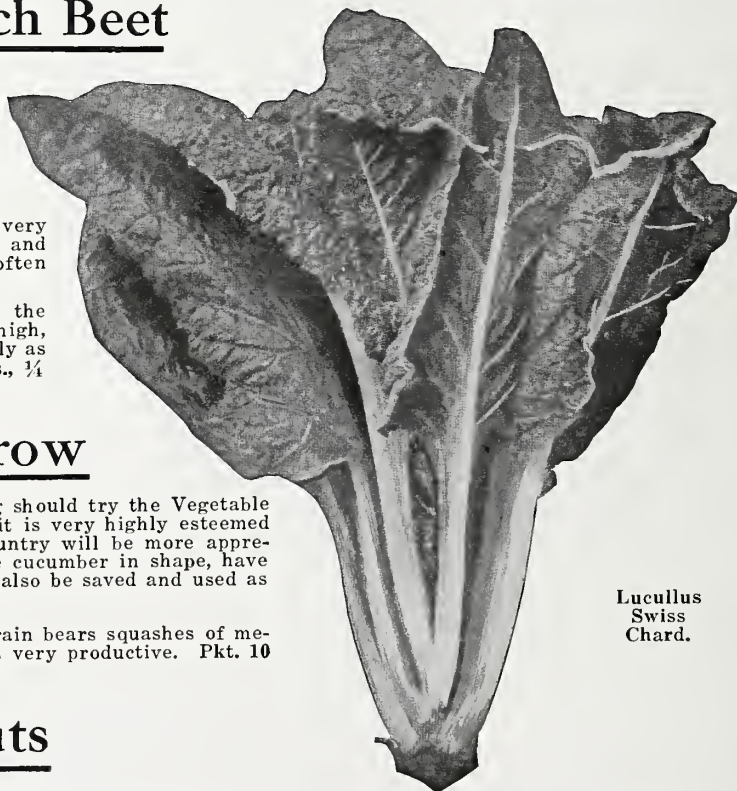 ch Beet
very
and
often
the
high,
ly as
s., ¼
row
should try the Vegetable
it is very highly esteemed
untry will be more appre-
cucumber in shape, have
also be saved and used as
rain bears squashes of me-
very productive. Pkt. 10
Lucullus
Swiss
Chard.
uts